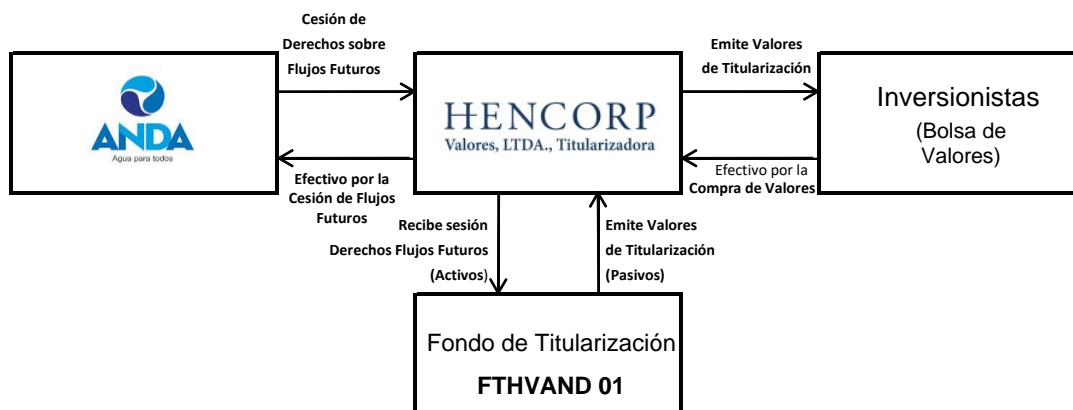 Cesión de
Derechos sobre
Flujos Futuros
Emite Valores
de Titularización
ANDA
Agua para todos
HENCORP
Valores, LTDA., Titularizadora
Inversionistas
(Bolsa de
Valores)
Efectivo por la
Cesión de Flujos
Futuros
Efectivo por la
Compra de Valores
Recibe sesión
Derechos Flujos Futuros
(Activos)
Emite Valores
de Titularización
(Pasivos)
Fondo de Titularización
FTHVAND 01